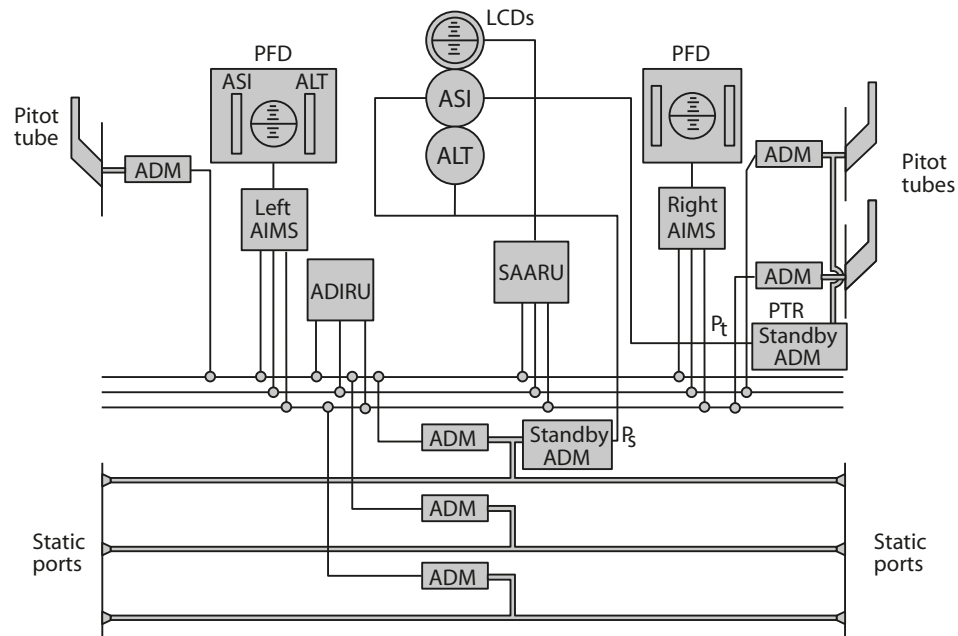 LCDs
PFD
PFD
ASI
ALT
ASI
Pitot
tube
ADM
ALT
ADM
Pitot
tubes
Left
AIMS
Right
AIMS
SAARU
ADM
ADIRU
PTR
Pt
Standby
ADM
ADM
Standby
ADM
Ps
ADM
Static
ports
Static
ports
ADM